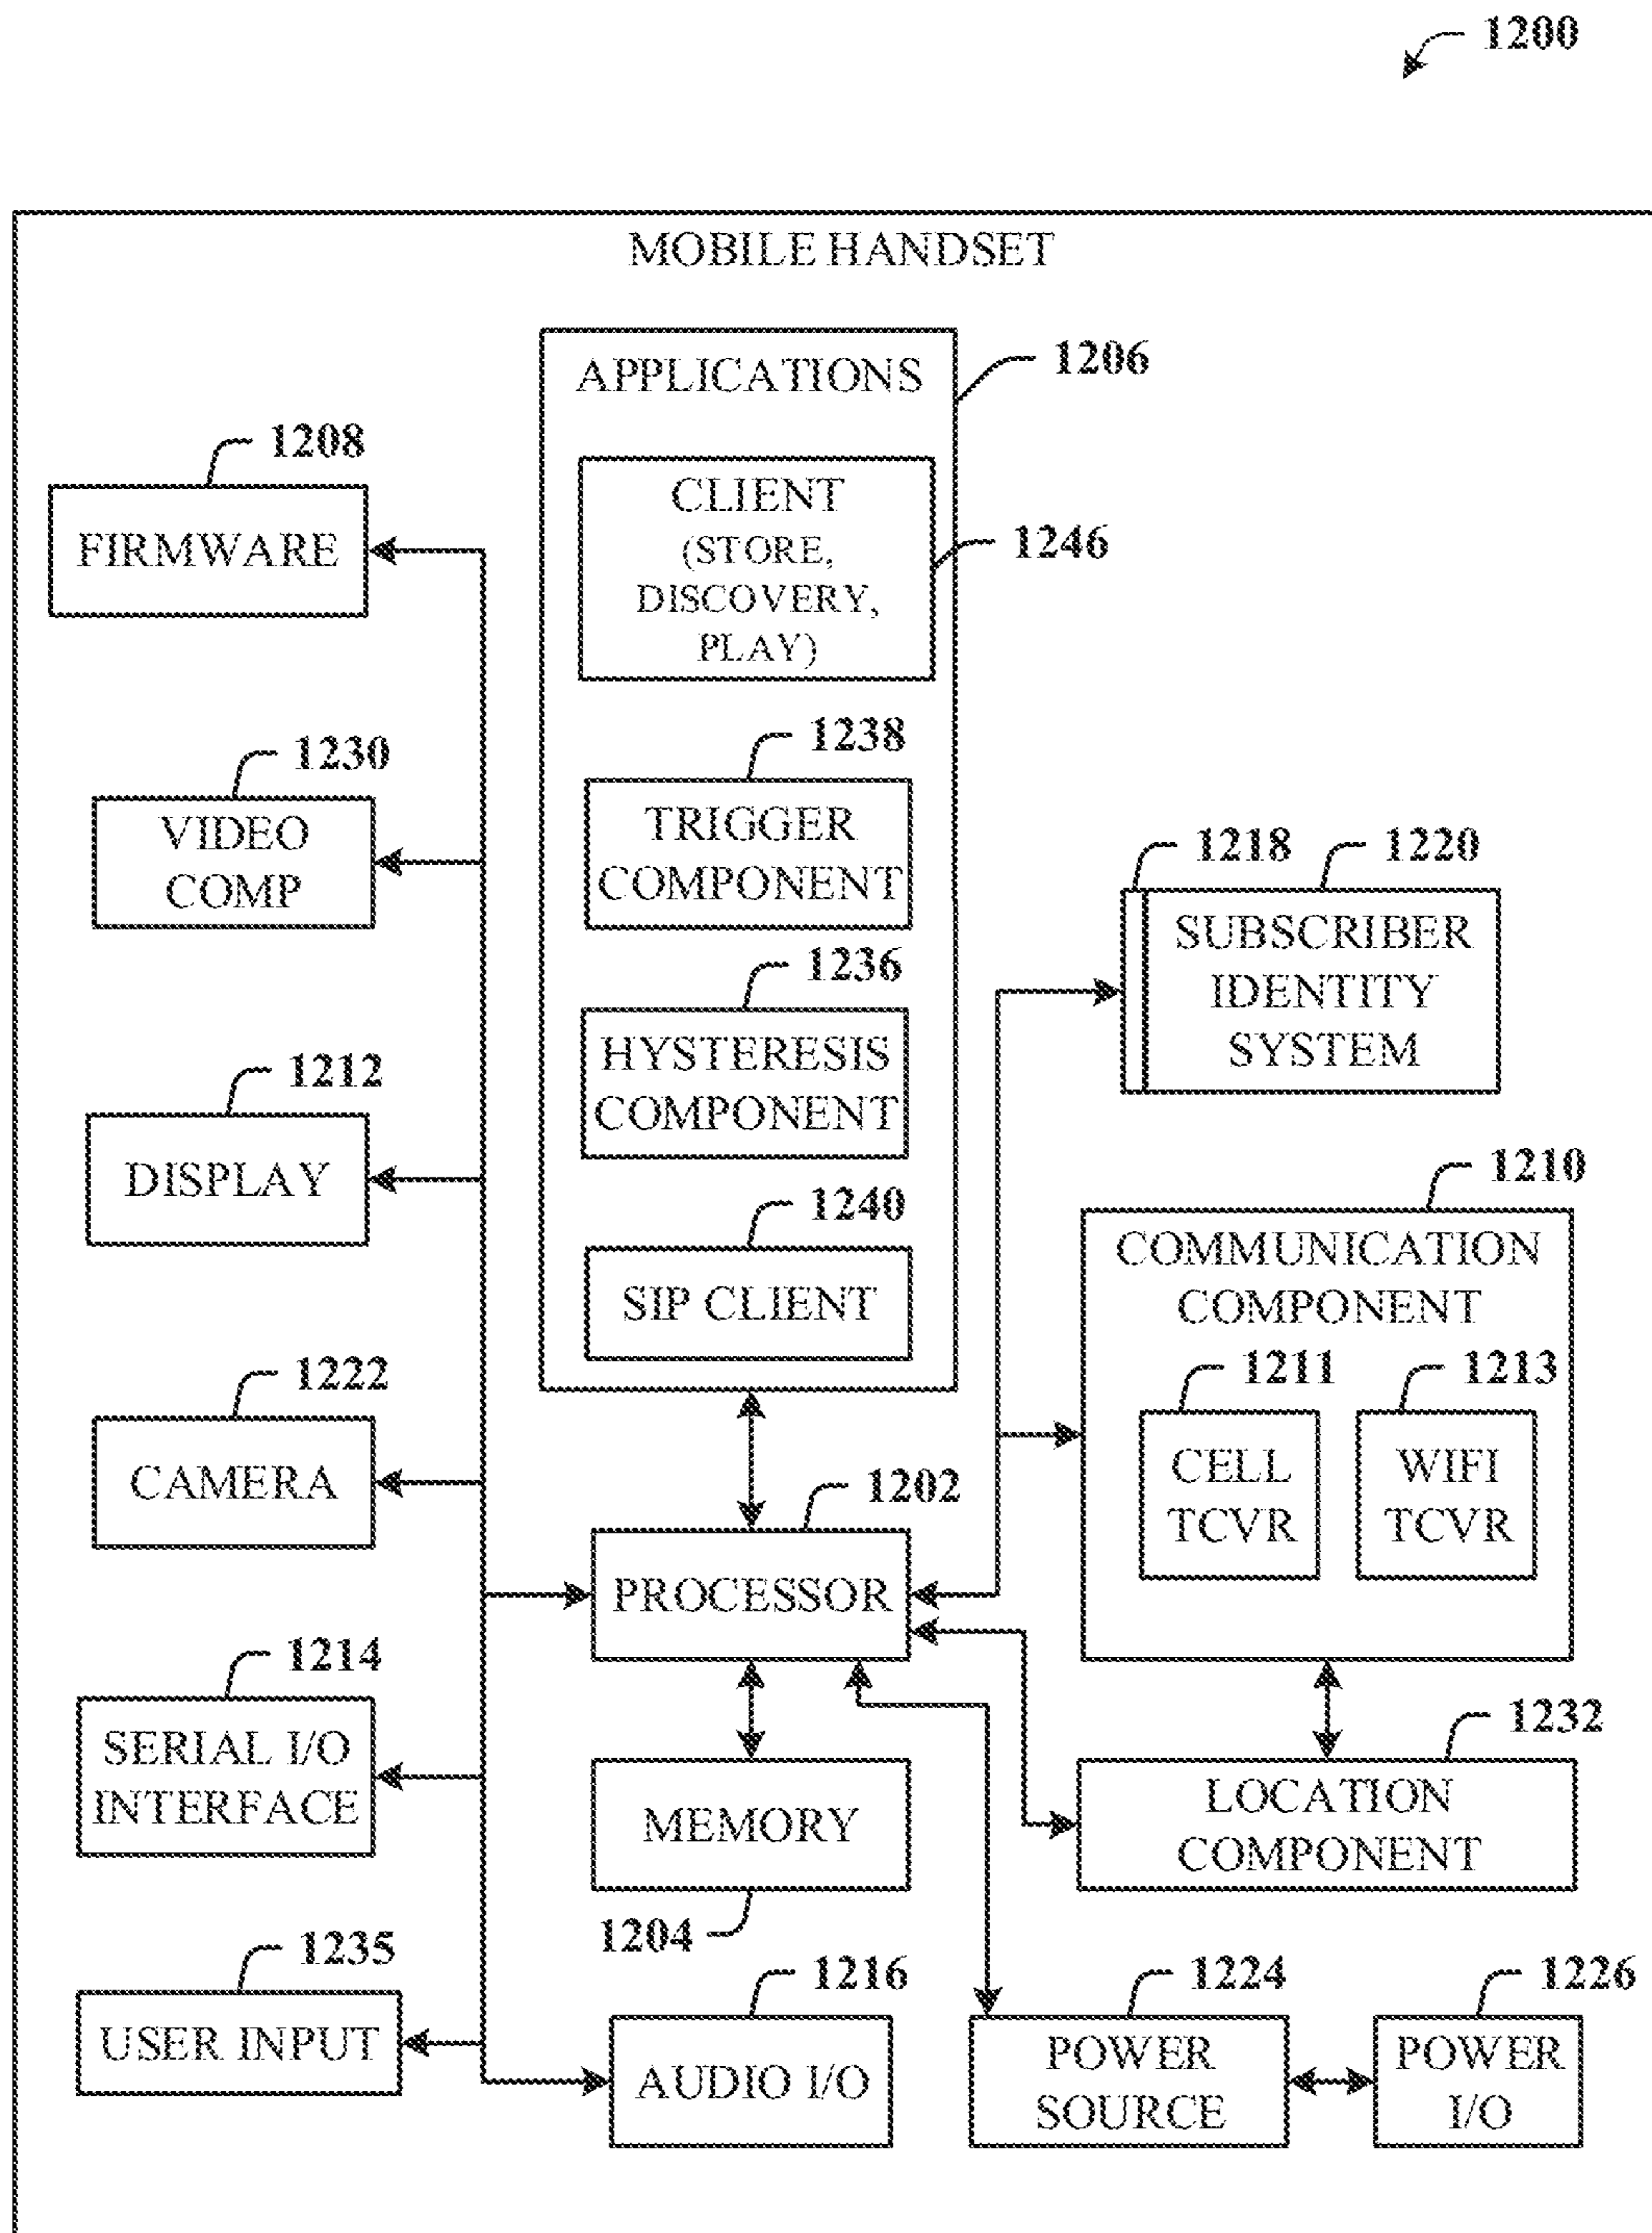 1200
MOBILE HANDSET
APPLICATIONS
1206
CLIENT
(STORE,
DISCOVERY,
PLAY)
1246
1208
FIRMWARE
1238
TRIGGER
COMPONENT
1230
VIDEO
COMP
1218
1220
SUBSCRIBER
IDENTITY
SYSTEM
1236
HYSTERESIS
COMPONENT
1212
DISPLAY
1240
SIP CLIENT
1210
COMMUNICATION
COMPONENT
1211
CELL
TCVR
1213
WIFI
TCVR
1222
CAMERA
1202
PROCESSOR
1214
SERIAL I/O
INTERFACE
MEMORY
1204
1232
LOCATION
COMPONENT
1235
USER INPUT
1216
AUDIO I/O
1224
POWER
SOURCE
1226
POWER
I/O